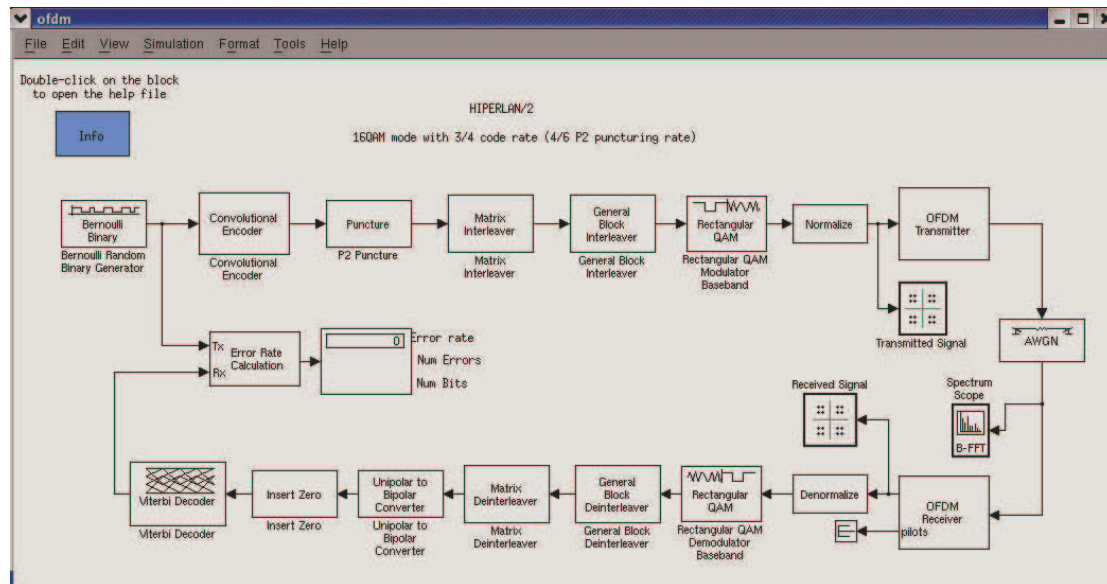 ofdm
File Edit View Simulation Format Tools Help
Double-click on the block
to open the help file
Info
HIPERLAN/2
16QAM mode with 3/4 code rate (4/6 P2 puncturing rate)
Bernoulli
Binary
Bernoulli Random
Binary Generator
Convolutional
Encoder
Convolutional
Encoder
Puncture
P2 Puncture
Matrix
Interleaver
Matrix
Interleaver
General
Block
Interleaver
General Block
Interleaver
Rectangular
QAM
Rectangular QAM
Modulator
Baseband
Normalize
OFDM
Transmitter
Transmitted Signal
AWGN
Tx
Rx
Error Rate
Calculation
0
Error rate
Num Errors
Num Bits
Received Signal
Spectrum
Scope
B-FFT
Viterbi Decoder
Viterbi Decoder
Insert Zero
Insert Zero
Unipolar to
Bipolar
Converter
Unipolar to
Bipolar
Converter
Matrix
Deinterleaver
Matrix
Deinterleaver
General
Block
Deinterleaver
General Block
Deinterleaver
Rectangular
QAM
Rectangular QAM
Demodulator
Baseband
Denormalize
OFDM
Receiver
pilots